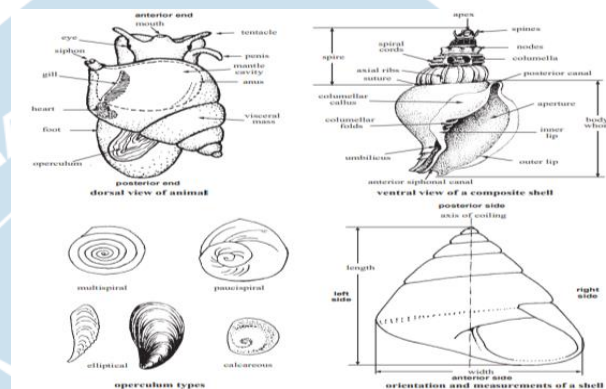 anterior end
mouth
tentacle
eye
siphon
penis
mantle
cavity
gill
anus
heart
visceral
mass
foot
operculum
posterior end
dorsal view of animal
apex
spines
nodes
spire
spiral
cords
columella
axial ribs
suture
posterior canal
columellar
callus
aperture
columellar
folds
inner
lip
body
whorl
umbilicus
outer lip
anterior siphonal canal
ventral view of a composite shell
multispiral
paucispiral
elliptical
calcareous
operculum types
posterior side
axis of coiling
length
left
side
right
side
width
anterior side
orientation and measurements of a shell